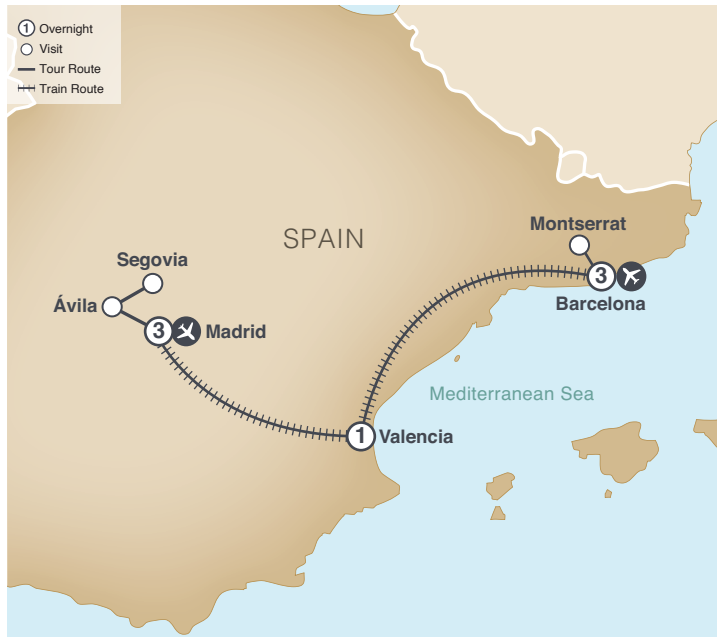 1 Overnight
Visit
Tour Route
Train Route
SPAIN
Montserrat
3
Barcelona
Segovia
Ávila
3 Madrid
Mediterranean Sea
1 Valencia